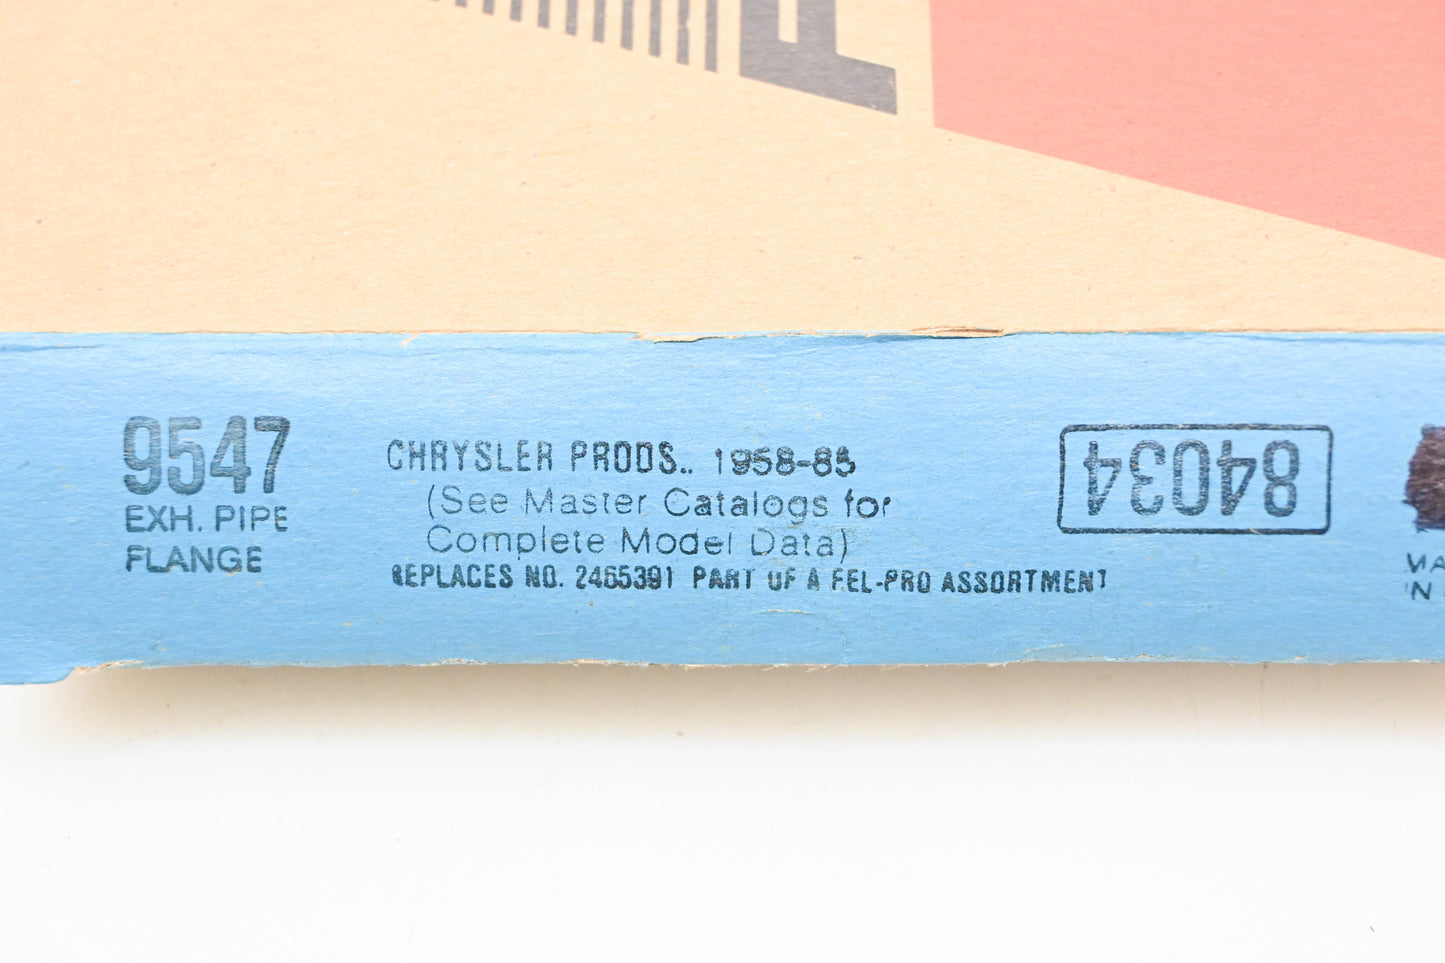 9547
EXH. PIPE
FLANGE
CHRYSLER PRODS.. 1958-85
(See Master Catalogs for
Complete Model Data)
REPLACES NO. 2465391 PART OF A FEL-PRO ASSORTMENT
84034